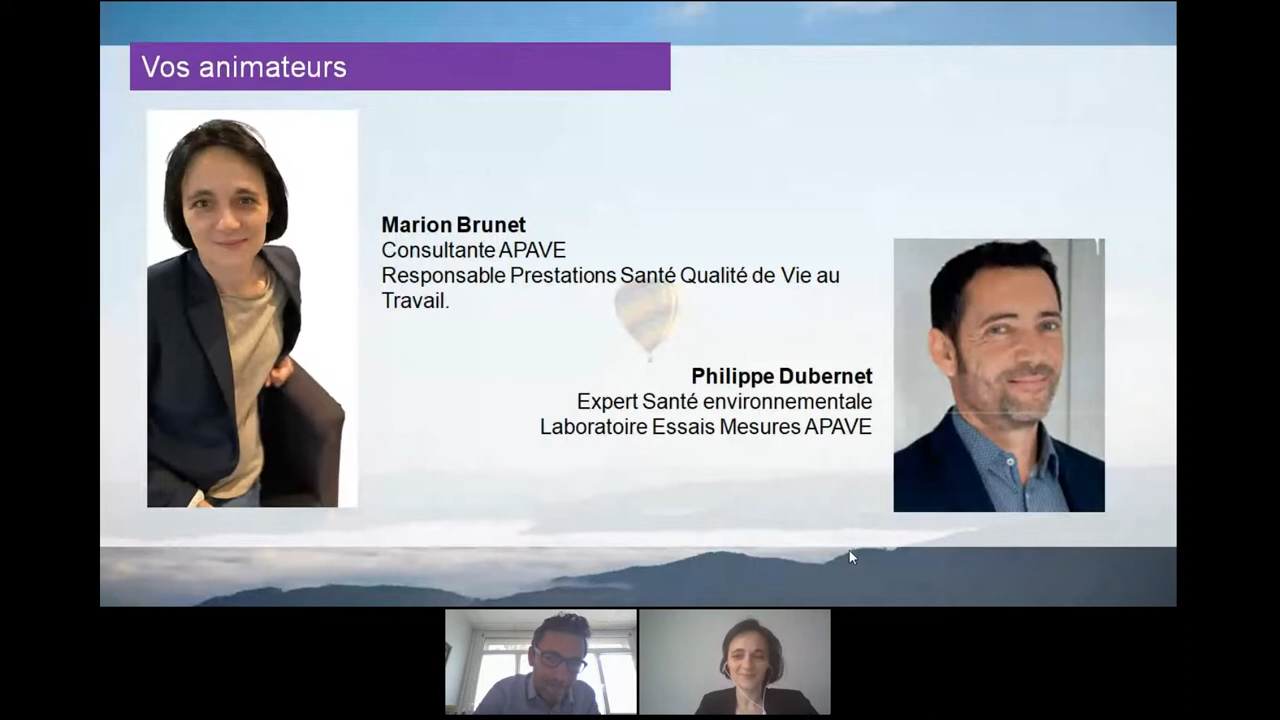 Vos animateurs
Marion Brunet
Consultante APAVE
Responsable Prestations Santé Qualité de Vie au
Travail.
Philippe Dubernet
Expert Santé environnementale
Laboratoire Essais Mesures APAVE